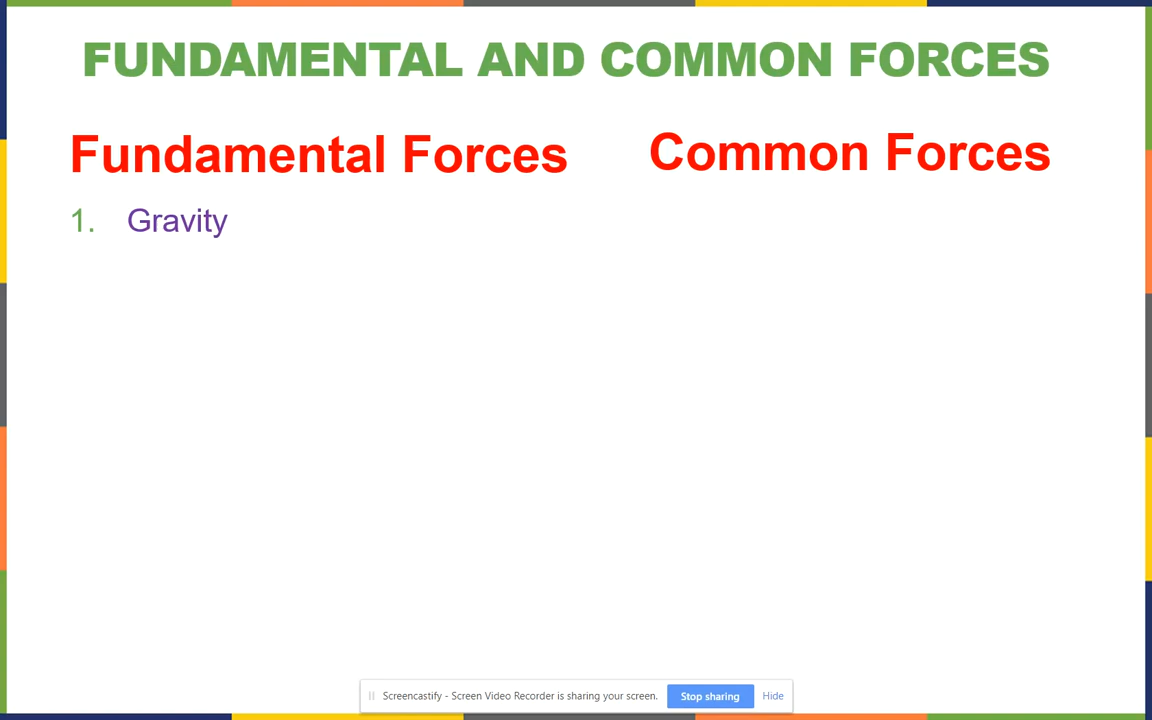 FUNDAMENTAL AND COMMON FORCES
Fundamental Forces
Common Forces
1. Gravity
Screencastify - Screen Video Recorder is sharing your screen. Stop sharing Hide